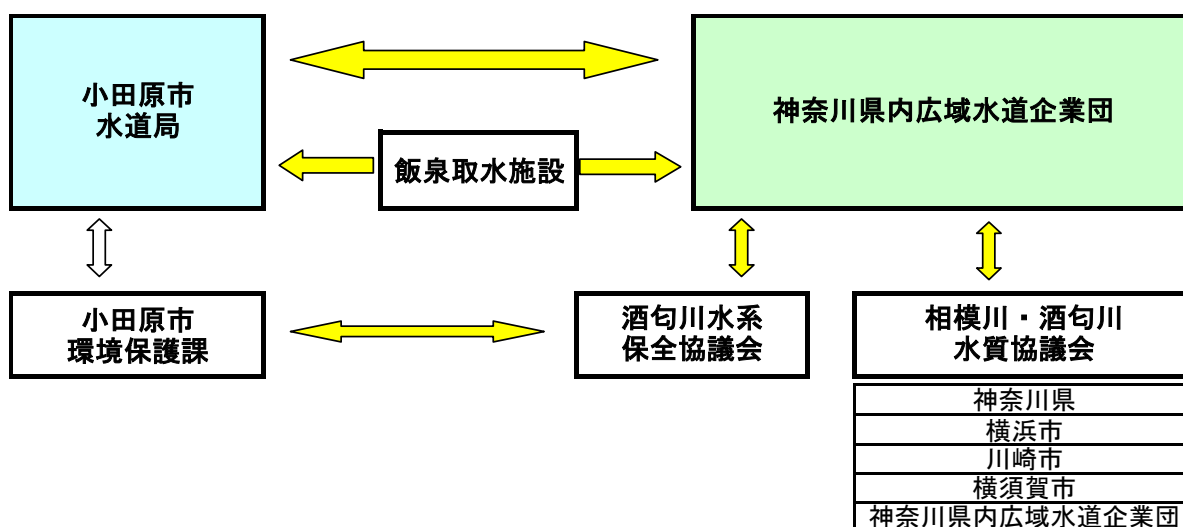 小田原市
水道局
神奈川県内広域水道企業団
飯泉取水施設
小田原市
環境保護課
酒匂川水系
保全協議会
相模川・酒匂川
水質協議会
神奈川県
横浜市
川崎市
横須賀市
神奈川県内広域水道企業団